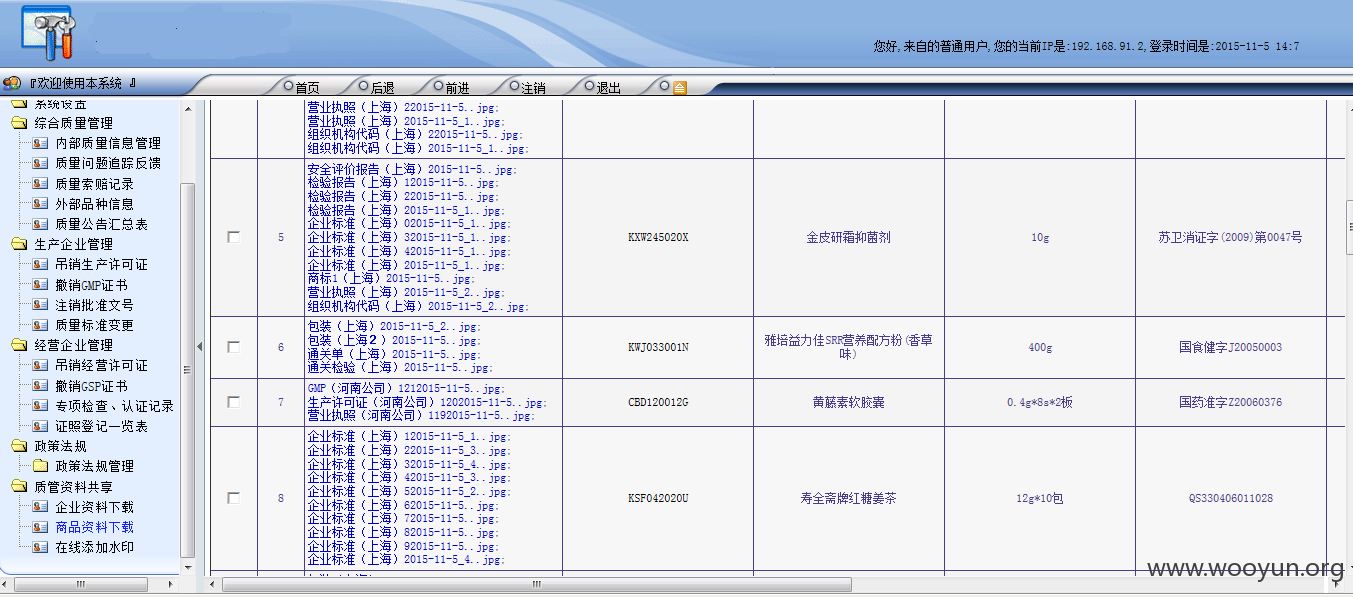 您好,来自的普通用户,您的当前IP是:192.168.91.2,登录时间是:2015-11-5 14:7
『欢迎使用本系统 』
首页
后退
前进
注销
退出
系统设置
综合质量管理
内部质量信息管理
质量问题追踪反馈
质量索赔记录
外部品种信息
质量公告汇总表
生产企业管理
吊销生产许可证
撤销GMP证书
注销批准文号
质量标准变更
经营企业管理
吊销经营许可证
撤销GSP证书
专项检查、认证记录
证照登记一览表
政策法规
政策法规管理
质管资料共享
企业资料下载
商品资料下载
在线添加水印
营业执照（上海）22015-11-5..jpg;
营业执照（上海）2015-11-5_1..jpg;
组织机构代码（上海）22015-11-5..jpg;
组织机构代码（上海）2015-11-5_1..jpg;
5
安全评价报告（上海）2015-11-5..jpg;
检验报告（上海）12015-11-5..jpg;
检验报告（上海）22015-11-5..jpg;
检验报告（上海）2015-11-5_1..jpg;
企业标准（上海）02015-11-5_1..jpg;
企业标准（上海）32015-11-5_1..jpg;
企业标准（上海）42015-11-5_1..jpg;
企业标准（上海）2015-11-5_1..jpg;
商标1（上海）2015-11-5..jpg;
营业执照（上海）2015-11-5_2..jpg;
组织机构代码（上海）2015-11-5_2..jpg;
KXW245020X
金皮研霜抑菌剂
10g
苏卫消证字(2009)第0047号
6
包装（上海）2015-11-5_2..jpg;
包装（上海２）2015-11-5..jpg;
通关单（上海）2015-11-5..jpg;
通关检验（上海）2015-11-5..jpg;
KWJ033001N
雅培益力佳SRR营养配方粉(香草
味)
400g
国食健字J20050003
7
GMP（河南公司）1212015-11-5..jpg;
生产许可证（河南公司）1202015-11-5..jpg;
营业执照（河南公司）1192015-11-5..jpg;
CBD120012G
黄藤素软胶囊
0.4g*8s*2板
国药准字Z20060376
8
企业标准（上海）12015-11-5_1..jpg;
企业标准（上海）22015-11-5_3..jpg;
企业标准（上海）32015-11-5_4..jpg;
企业标准（上海）42015-11-5_3..jpg;
企业标准（上海）52015-11-5_2..jpg;
企业标准（上海）62015-11-5..jpg;
企业标准（上海）72015-11-5..jpg;
企业标准（上海）82015-11-5..jpg;
企业标准（上海）92015-11-5..jpg;
企业标准（上海）2015-11-5_4..jpg;
KSF042020U
寿全斋牌红糖姜茶
12g*10包
QS330406011028
www.wooyun.org